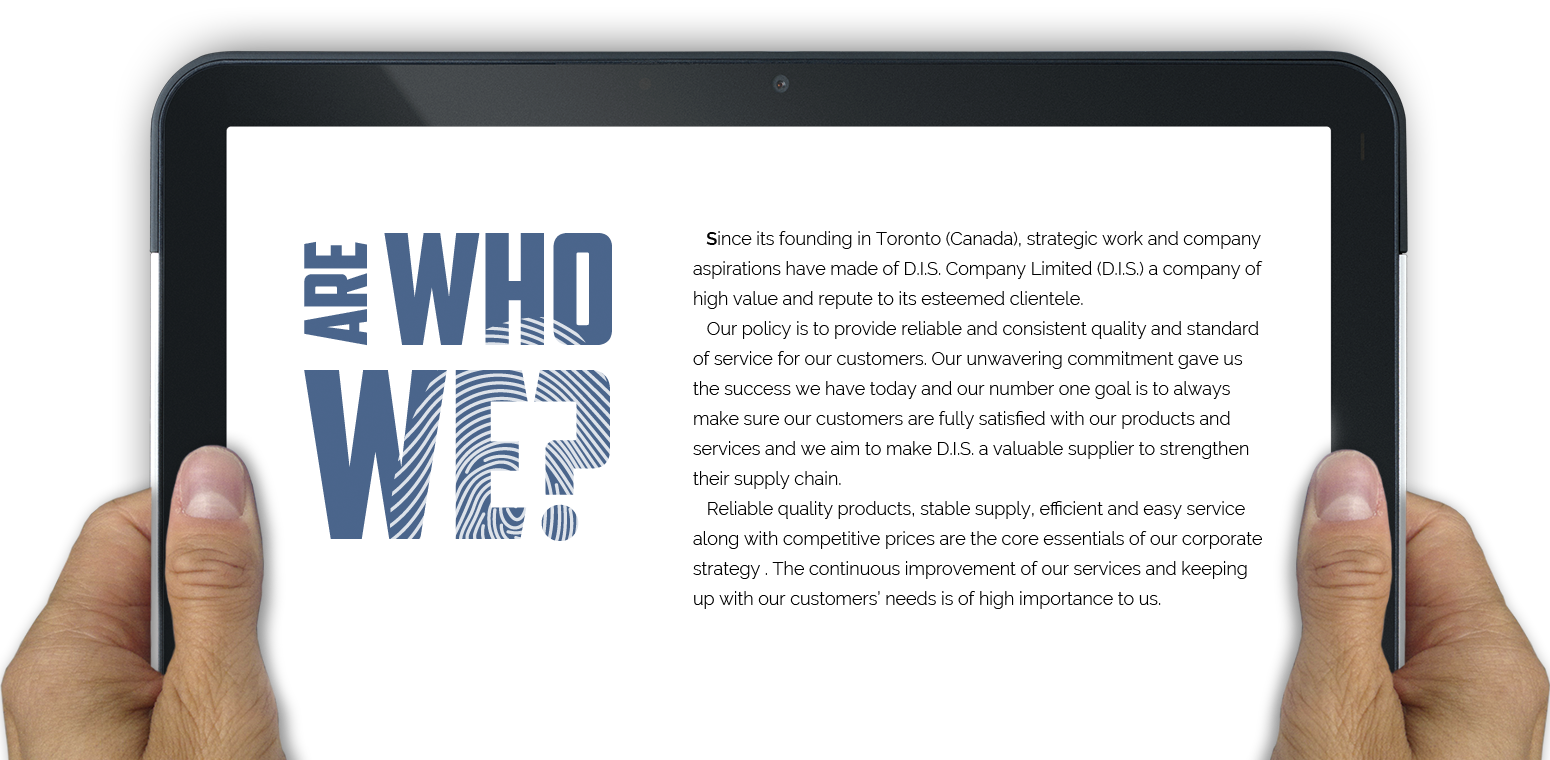 ARE WHO
WE?
Since its founding in Toronto (Canada), strategic work and company
aspirations have made of D.I.S. Company Limited (D.I.S.) a company of
high value and repute to its esteemed clientele.
Our policy is to provide reliable and consistent quality and standard
of service for our customers. Our unwavering commitment gave us
the success we have today and our number one goal is to always
make sure our customers are fully satisfied with our products and
services and we aim to make D.I.S. a valuable supplier to strengthen
their supply chain.
Reliable quality products, stable supply, efficient and easy service
along with competitive prices are the core essentials of our corporate
strategy . The continuous improvement of our services and keeping
up with our customers' needs is of high importance to us.